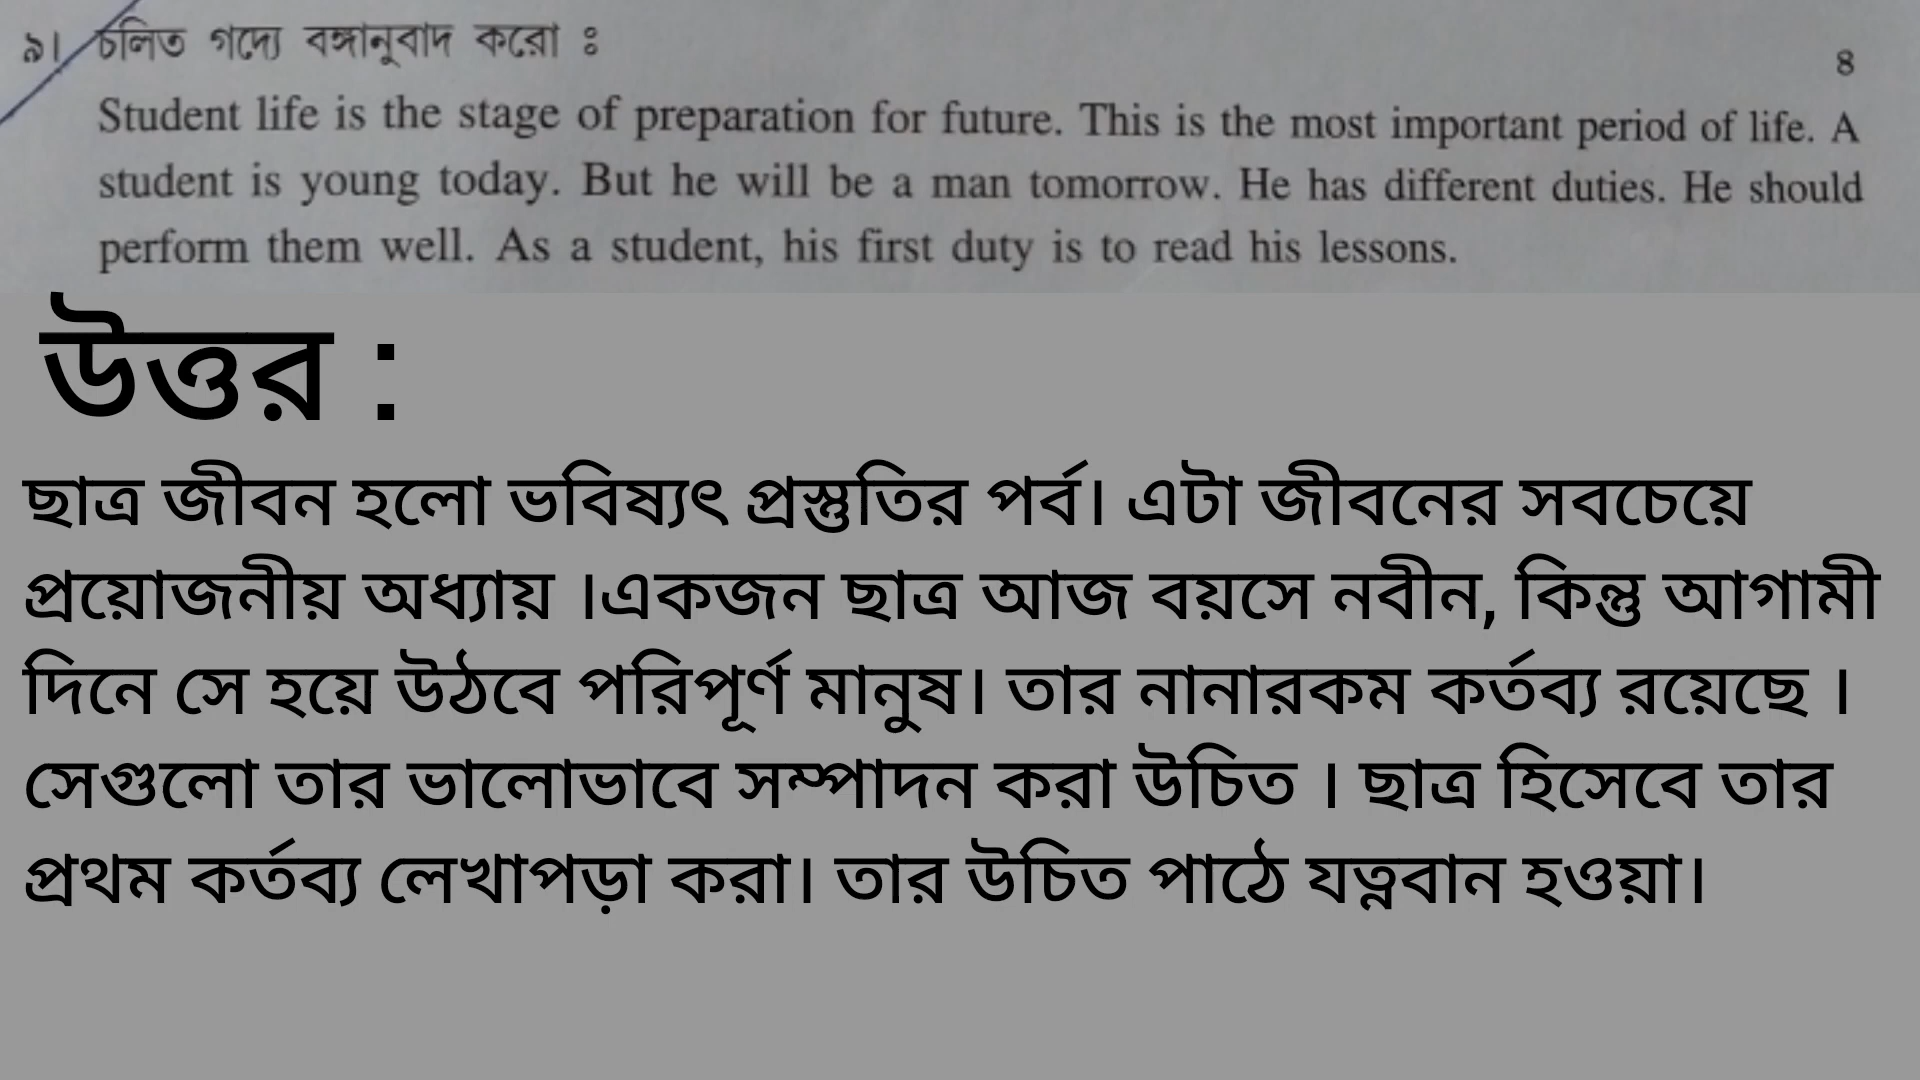 ৯। চলিত গদ্যে বঙ্গানুবাদ করো ঃ
৪
Student life is the stage of preparation for future. This is the most important period of life. A
student is young today. But he will be a man tomorrow. He has different duties. He should
perform them well. As a student, his first duty is to read his lessons.
উত্তর :
ছাত্র জীবন হলো ভবিষ্যৎ প্রস্তুতির পর্ব। এটা জীবনের সবচেয়ে
প্রয়োজনীয় অধ্যায় ।একজন ছাত্র আজ বয়সে নবীন, কিন্তু আগামী
দিনে সে হয়ে উঠবে পরিপূর্ণ মানুষ। তার নানারকম কর্তব্য রয়েছে ।
সেগুলো তার ভালোভাবে সম্পাদন করা উচিত । ছাত্র হিসেবে তার
প্রথম কর্তব্য লেখাপড়া করা। তার উচিত পাঠে যত্নবান হওয়া।